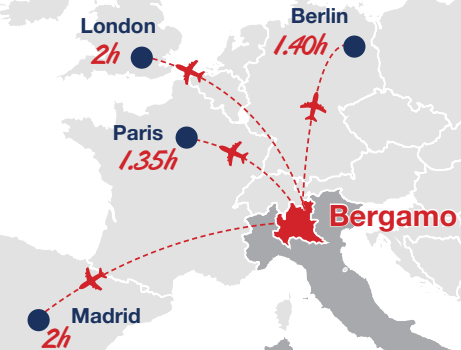 London
2h
Berlin
1.40h
Paris
1.35h
Bergamo
Madrid
2h